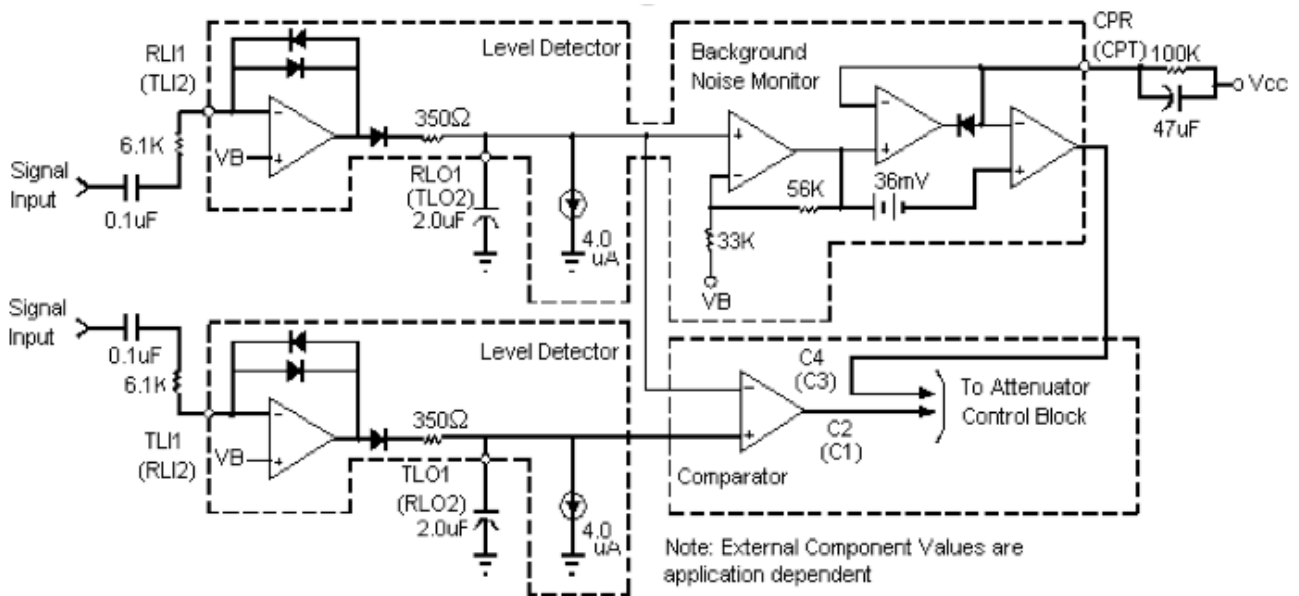 RLI1
(TLI2)
Level Detector
Background
Noise Monitor
CPR
(CPT)
100K
Vcc
47uF
6.1K
VB
350Ω
Signal
Input
0.1uF
RLO1
(TLO2)
2.0uF
4.0
uA
56K
36mV
33K
VB
Signal
Input
0.1uF
6.1K
Level Detector
350Ω
VB
TLI1
(RLI2)
TLO1
(RLO2)
2.0uF
4.0
uA
C4
(C3)
To Attenuator
Control Block
C2
(C1)
Comparator
Note: External Component Values are
application dependent